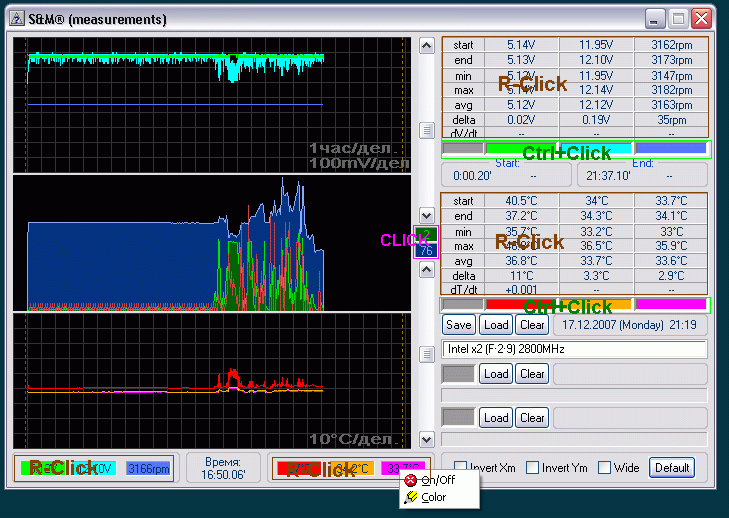 S&M® (measurements)
start 5.14V 11.95V 3162rpm
end 5.13V 12.10V 3173rpm
min 5.12V 11.95V 3147rpm
max 5.14V 12.14V 3182rpm
avg 5.12V 12.12V 3163rpm
delta 0.02V 0.19V 35rpm
dV/dt -- -- --
R-Click
1час/дел.
100mV/дел
Ctrl+Click
Start: End:
0:00.20' -- 21:37.10' --
start 40.5°C 34°C 33.7°C
end 37.2°C 34.3°C 34.1°C
min 35.7°C 33.2°C 33°C
max 36.5°C 35.9°C
avg 36.8°C 33.7°C 33.6°C
delta 11°C 3.3°C 2.9°C
dT/dt +0.001 -- --
R-Click
CLICK
2
76
Ctrl+Click
Save Load Clear 17.12.2007 (Monday) 21:19
Intel x2 (F·2·9) 2800MHz
Load Clear
Load Clear
10°C/дел.
R-Click
3166rpm
Время:
16:50.06'
R-Click
33.7°C
Invert Xm Invert Ym Wide Default
On/Off
Color